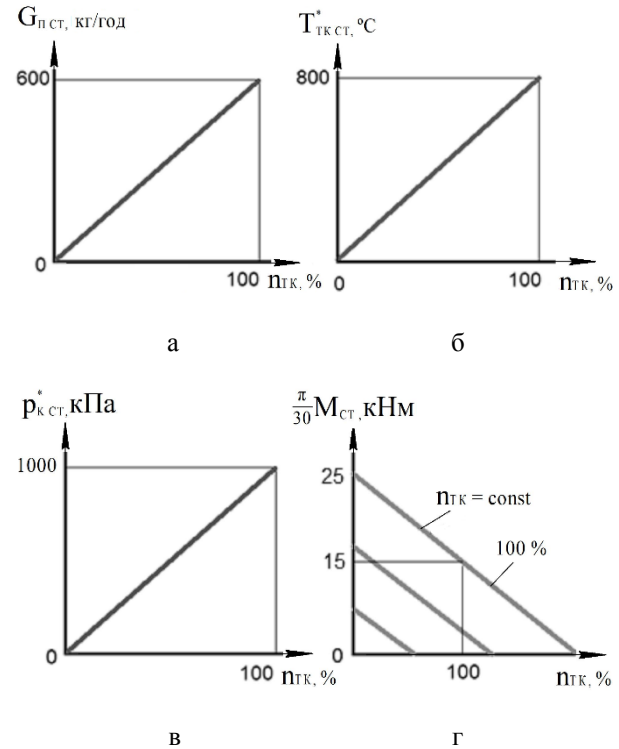 G п ст, кг/год
600
0
100 nтк, %
а
T* тк ст, ºC
800
0
100 nтк, %
б
p* к ст, кПа
1000
0
100 nтк, %
в
π/30 Mст, кНм
25
nтк = const
100 %
15
0
100 nтк, %
г